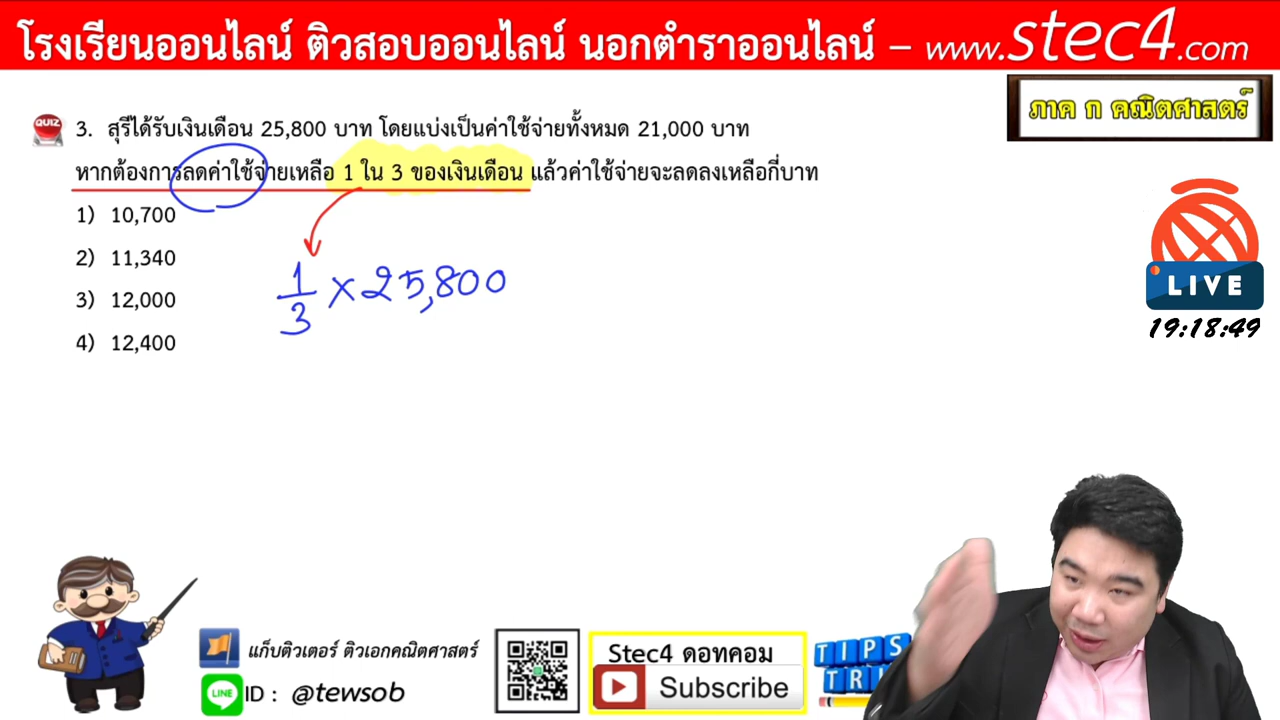 โรงเรียนออนไลน์ ติวสอบออนไลน์ นอกตำราออนไลน์ – www.stec4.com
ภาค ก คณิตศาสตร์
QUIZ
3. สุรีได้รับเงินเดือน 25,800 บาท โดยแบ่งเป็นค่าใช้จ่ายทั้งหมด 21,000 บาท
หากต้องการลดค่าใช้จ่ายเหลือ 1 ใน 3 ของเงินเดือน แล้วค่าใช้จ่ายจะลดลงเหลือกี่บาท
1) 10,700
2) 11,340
3) 12,000
4) 12,400
1/3 × 25,800
LIVE
19:18:49
แก็บติวเตอร์ ติวเอกคณิตศาสตร์
LINE ID : @tewsob
Stec4 ดอทคอม
Subscribe
TIPS